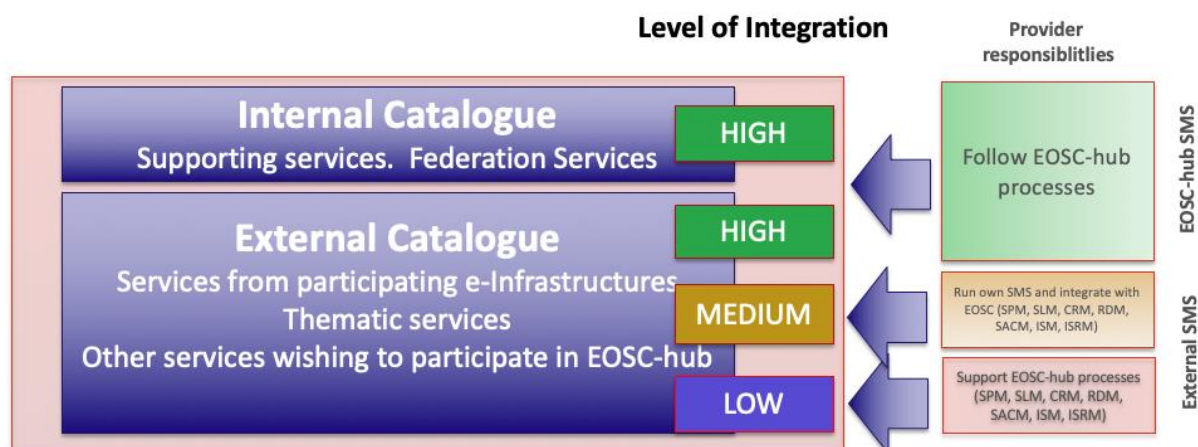 Level of Integration
Provider
responsiblitlies
Internal Catalogue
Supporting services.  Federation Services
HIGH
External Catalogue
Services from participating e-Infrastructures
Thematic services
Other services wishing to participate in EOSC-hub
HIGH
MEDIUM
LOW
Follow EOSC-hub
processes
Run own SMS and integrate with
EOSC (SPM, SLM, CRM, RDM,
SACM, ISM, ISRM)
Support EOSC-hub processes
(SPM, SLM, CRM, RDM,
SACM, ISM, ISRM)
EOSC-hub SMS
External SMS